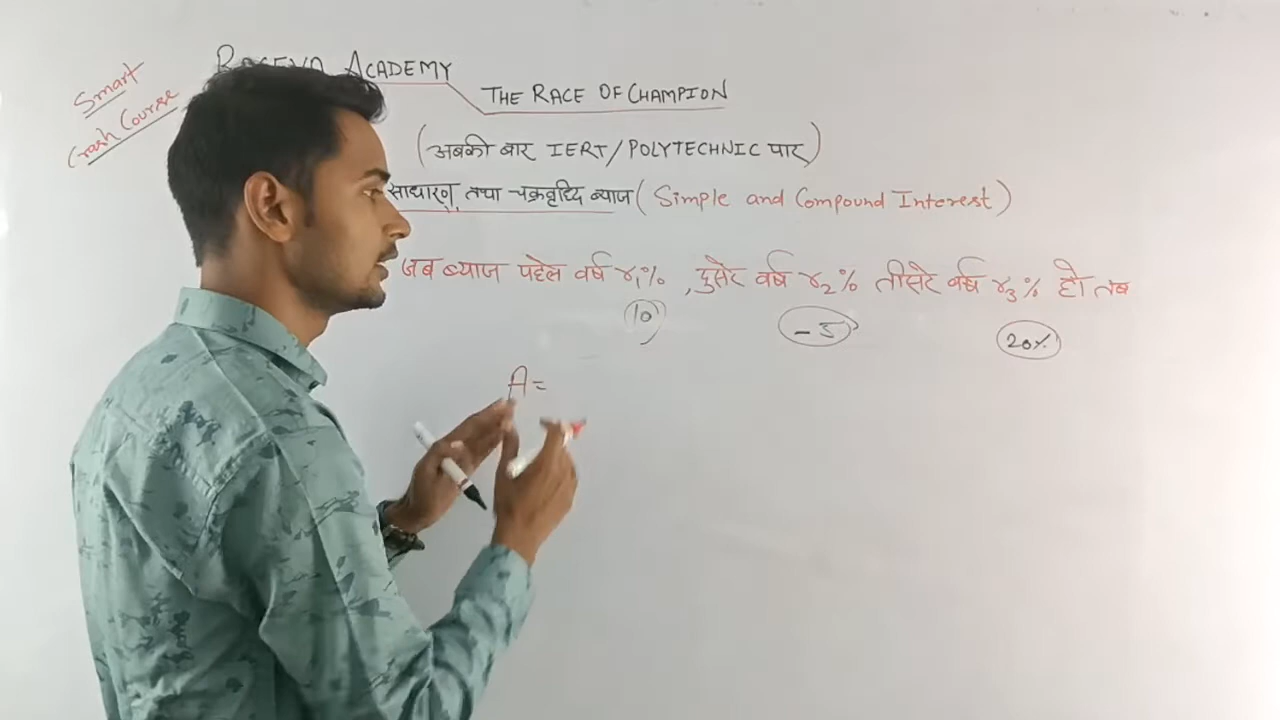 Smart
Crash Course
ACADEMY
THE RACE OF CHAMPION
(अबकी बार IERT/POLYTECHNIC पार)
साधारण तथा चक्रवृध्दि ब्याज (Simple and Compound Interest)
जब ब्याज पहेल वर्ष r₁% , दुसेर वर्ष r₂% तीसेर वर्ष r₃% हो तब
10 -5 20%
A=